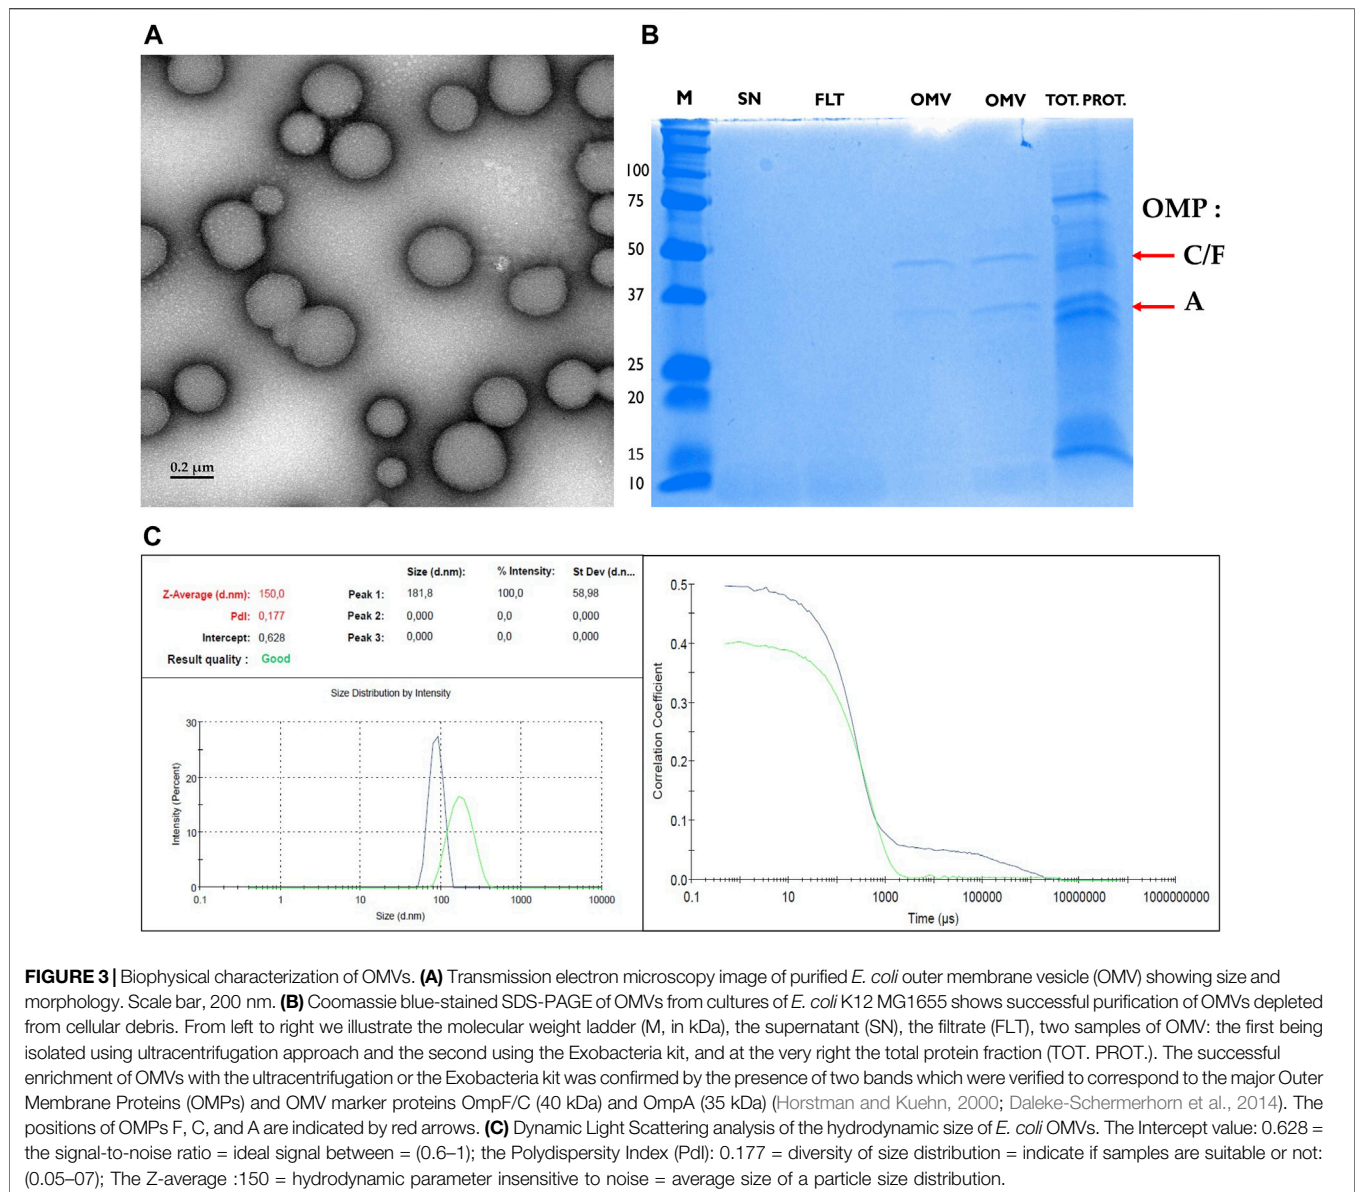 A
B
M SN FLT OMV OMV TOT. PROT.
100
75
50
37
25
20
15
10
OMP :
C/F
A
0.2 µm
C
Size (d.nm): % Intensity: St Dev (d.n...
Z-Average (d.nm): 150,0 Peak 1: 181,8 100,0 58,98
PdI: 0,177 Peak 2: 0,000 0,0 0,000
Intercept: 0,628 Peak 3: 0,000 0,0 0,000
Result quality : Good
Size Distribution by Intensity
Intensity (Percent)
30
20
10
0
0.1 1 10 100 1000 10000
Size (d.nm)
Correlation Coefficient
0.5
0.4
0.3
0.2
0.1
0.0
0.1 10 1000 100000 10000000 1000000000
Time (µs)
FIGURE 3 | Biophysical characterization of OMVs. (A) Transmission electron microscopy image of purified E. coli outer membrane vesicle (OMV) showing size and
morphology. Scale bar, 200 nm. (B) Coomassie blue-stained SDS-PAGE of OMVs from cultures of E. coli K12 MG1655 shows successful purification of OMVs depleted
from cellular debris. From left to right we illustrate the molecular weight ladder (M, in kDa), the supernatant (SN), the filtrate (FLT), two samples of OMV: the first being
isolated using ultracentrifugation approach and the second using the Exobacteria kit, and at the very right the total protein fraction (TOT. PROT.). The successful
enrichment of OMVs with the ultracentrifugation or the Exobacteria kit was confirmed by the presence of two bands which were verified to correspond to the major Outer
Membrane Proteins (OMPs) and OMV marker proteins OmpF/C (40 kDa) and OmpA (35 kDa) (Horstman and Kuehn, 2000; Daleke-Schermerhorn et al., 2014). The
positions of OMPs F, C, and A are indicated by red arrows. (C) Dynamic Light Scattering analysis of the hydrodynamic size of E. coli OMVs. The Intercept value: 0.628 =
the signal-to-noise ratio = ideal signal between = (0.6–1); the Polydispersity Index (PdI): 0.177 = diversity of size distribution = indicate if samples are suitable or not:
(0.05–07); The Z-average :150 = hydrodynamic parameter insensitive to noise = average size of a particle size distribution.